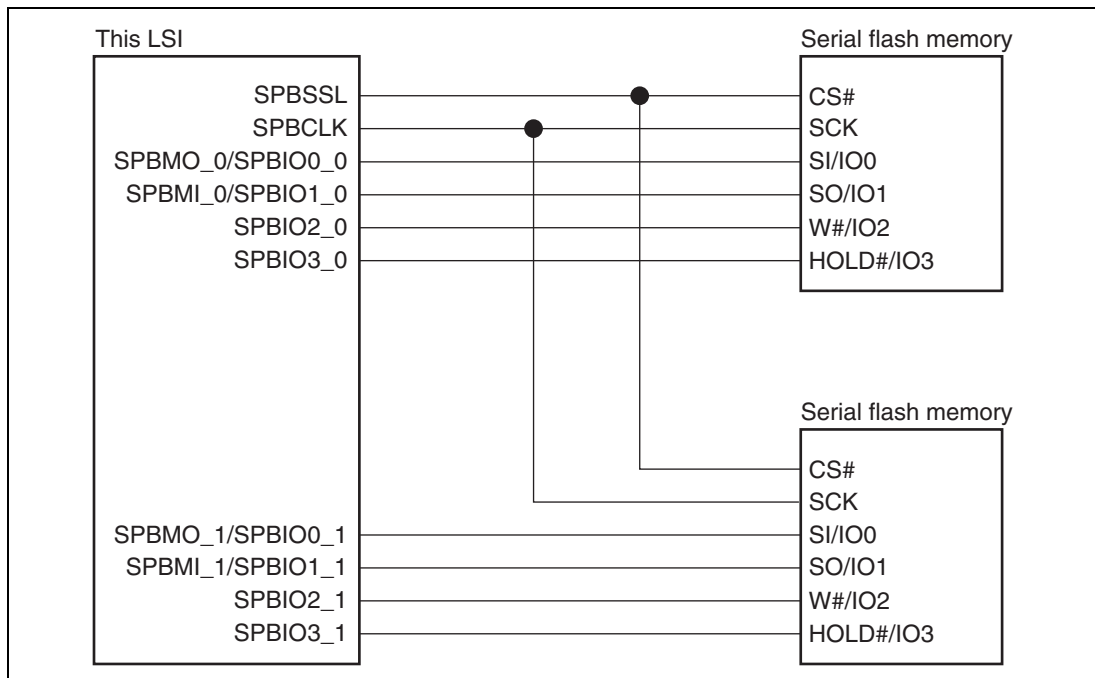 This LSI
SPBSSL
SPBCLK
SPBMO_0/SPBIO0_0
SPBMI_0/SPBIO1_0
SPBIO2_0
SPBIO3_0
SPBMO_1/SPBIO0_1
SPBMI_1/SPBIO1_1
SPBIO2_1
SPBIO3_1
Serial flash memory
CS#
SCK
SI/IO0
SO/IO1
W#/IO2
HOLD#/IO3
Serial flash memory
CS#
SCK
SI/IO0
SO/IO1
W#/IO2
HOLD#/IO3